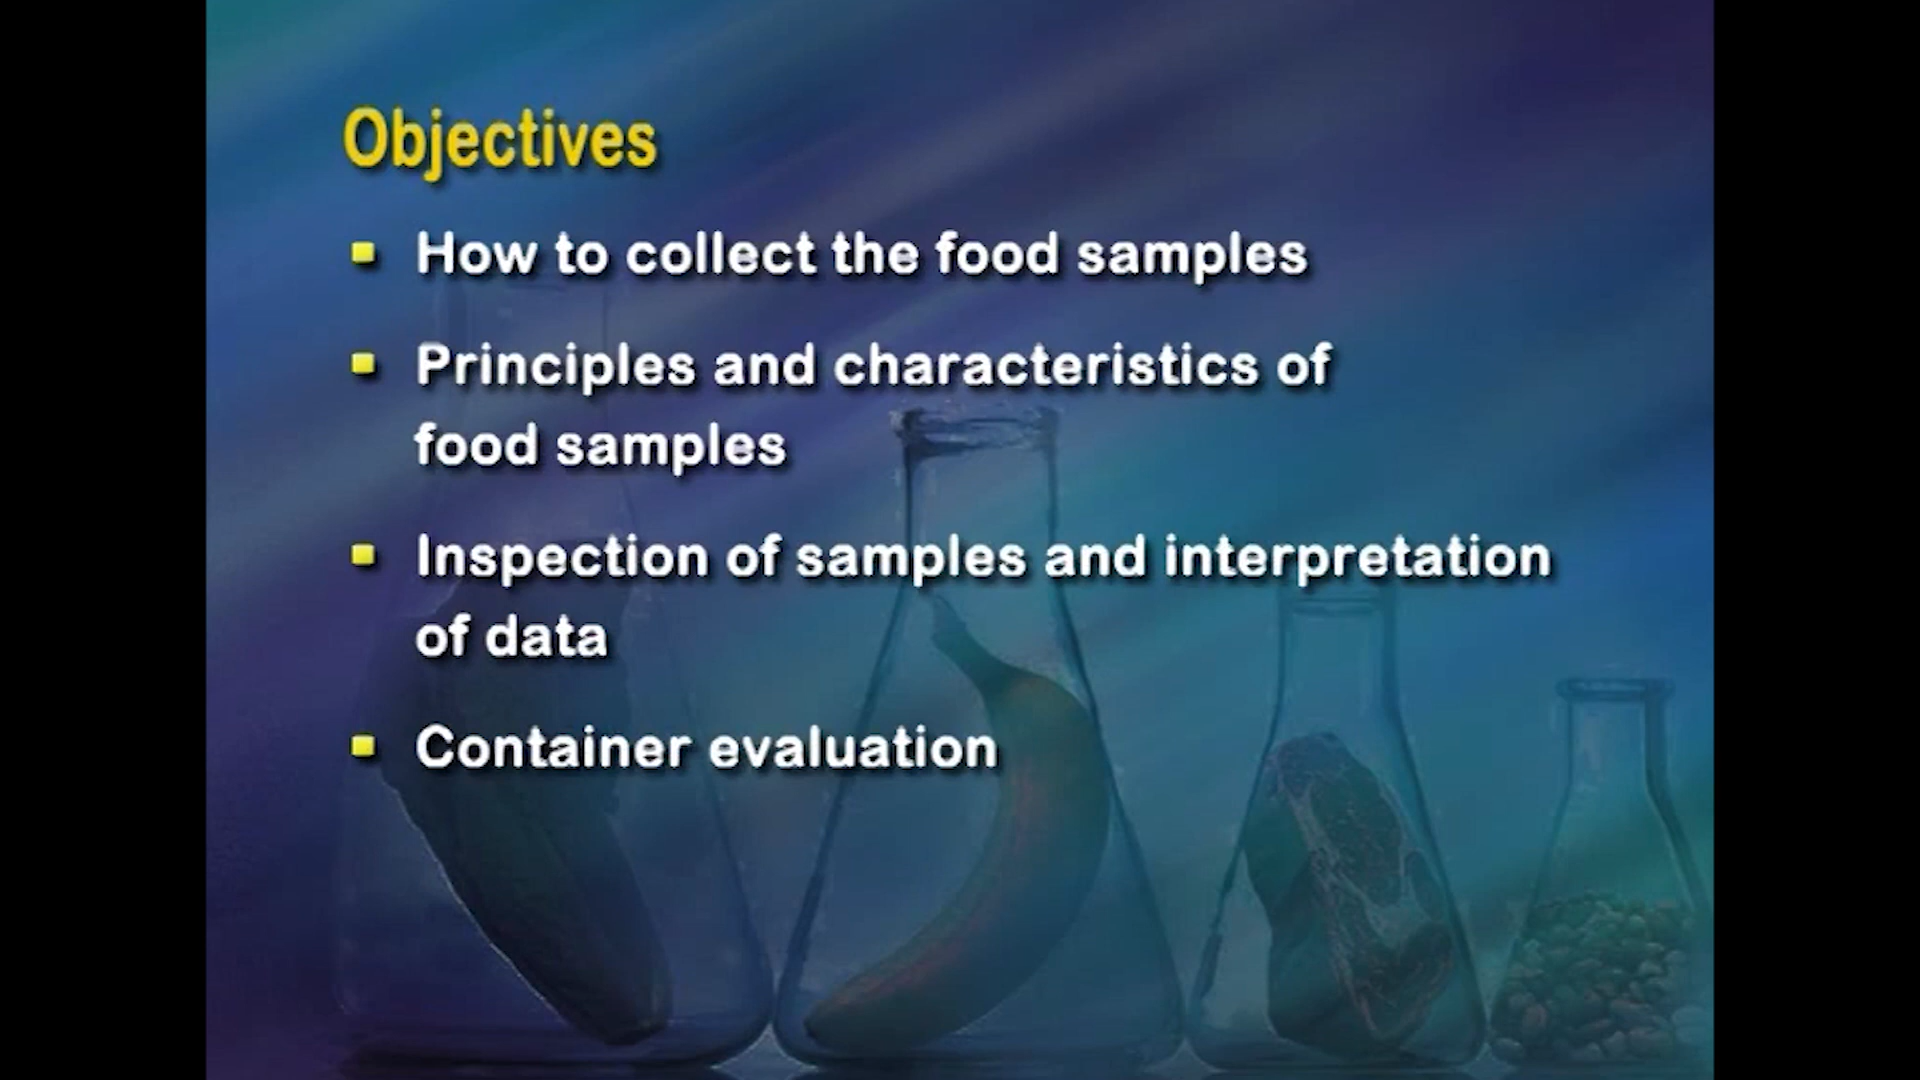 Objectives
How to collect the food samples
Principles and characteristics of
food samples
Inspection of samples and interpretation
of data
Container evaluation